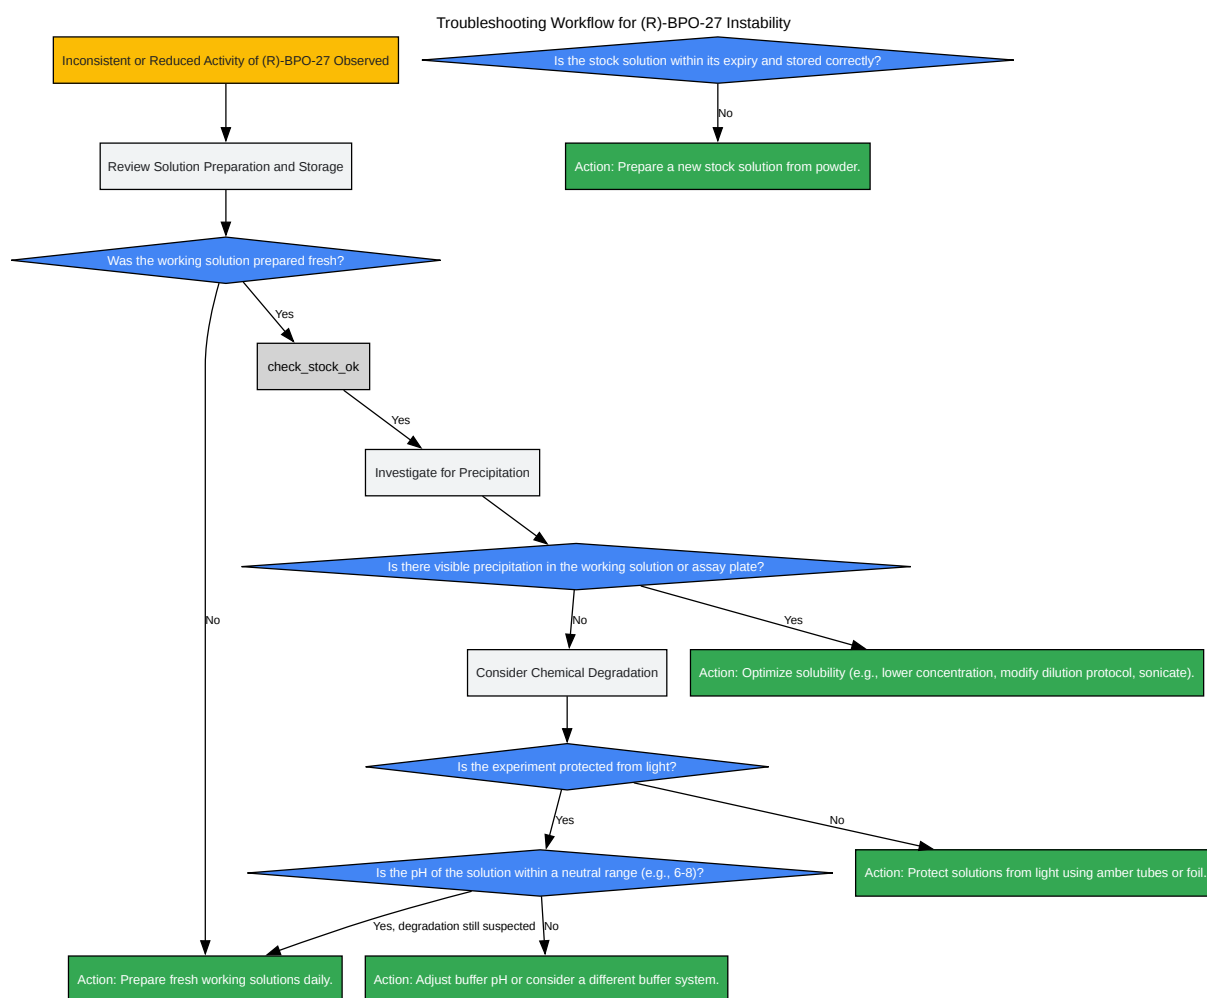 Troubleshooting Workflow for (R)-BPO-27 Instability
Inconsistent or Reduced Activity of (R)-BPO-27 Observed
Is the stock solution within its expiry and stored correctly?
No
Review Solution Preparation and Storage
Action: Prepare a new stock solution from powder.
Was the working solution prepared fresh?
Yes
check_stock_ok
Yes
Investigate for Precipitation
Is there visible precipitation in the working solution or assay plate?
No
No
Yes
Consider Chemical Degradation
Action: Optimize solubility (e.g., lower concentration, modify dilution protocol, sonicate).
Is the experiment protected from light?
Yes
No
Is the pH of the solution within a neutral range (e.g., 6-8)?
Action: Protect solutions from light using amber tubes or foil.
Yes, degradation still suspected
No
Action: Prepare fresh working solutions daily.
Action: Adjust buffer pH or consider a different buffer system.